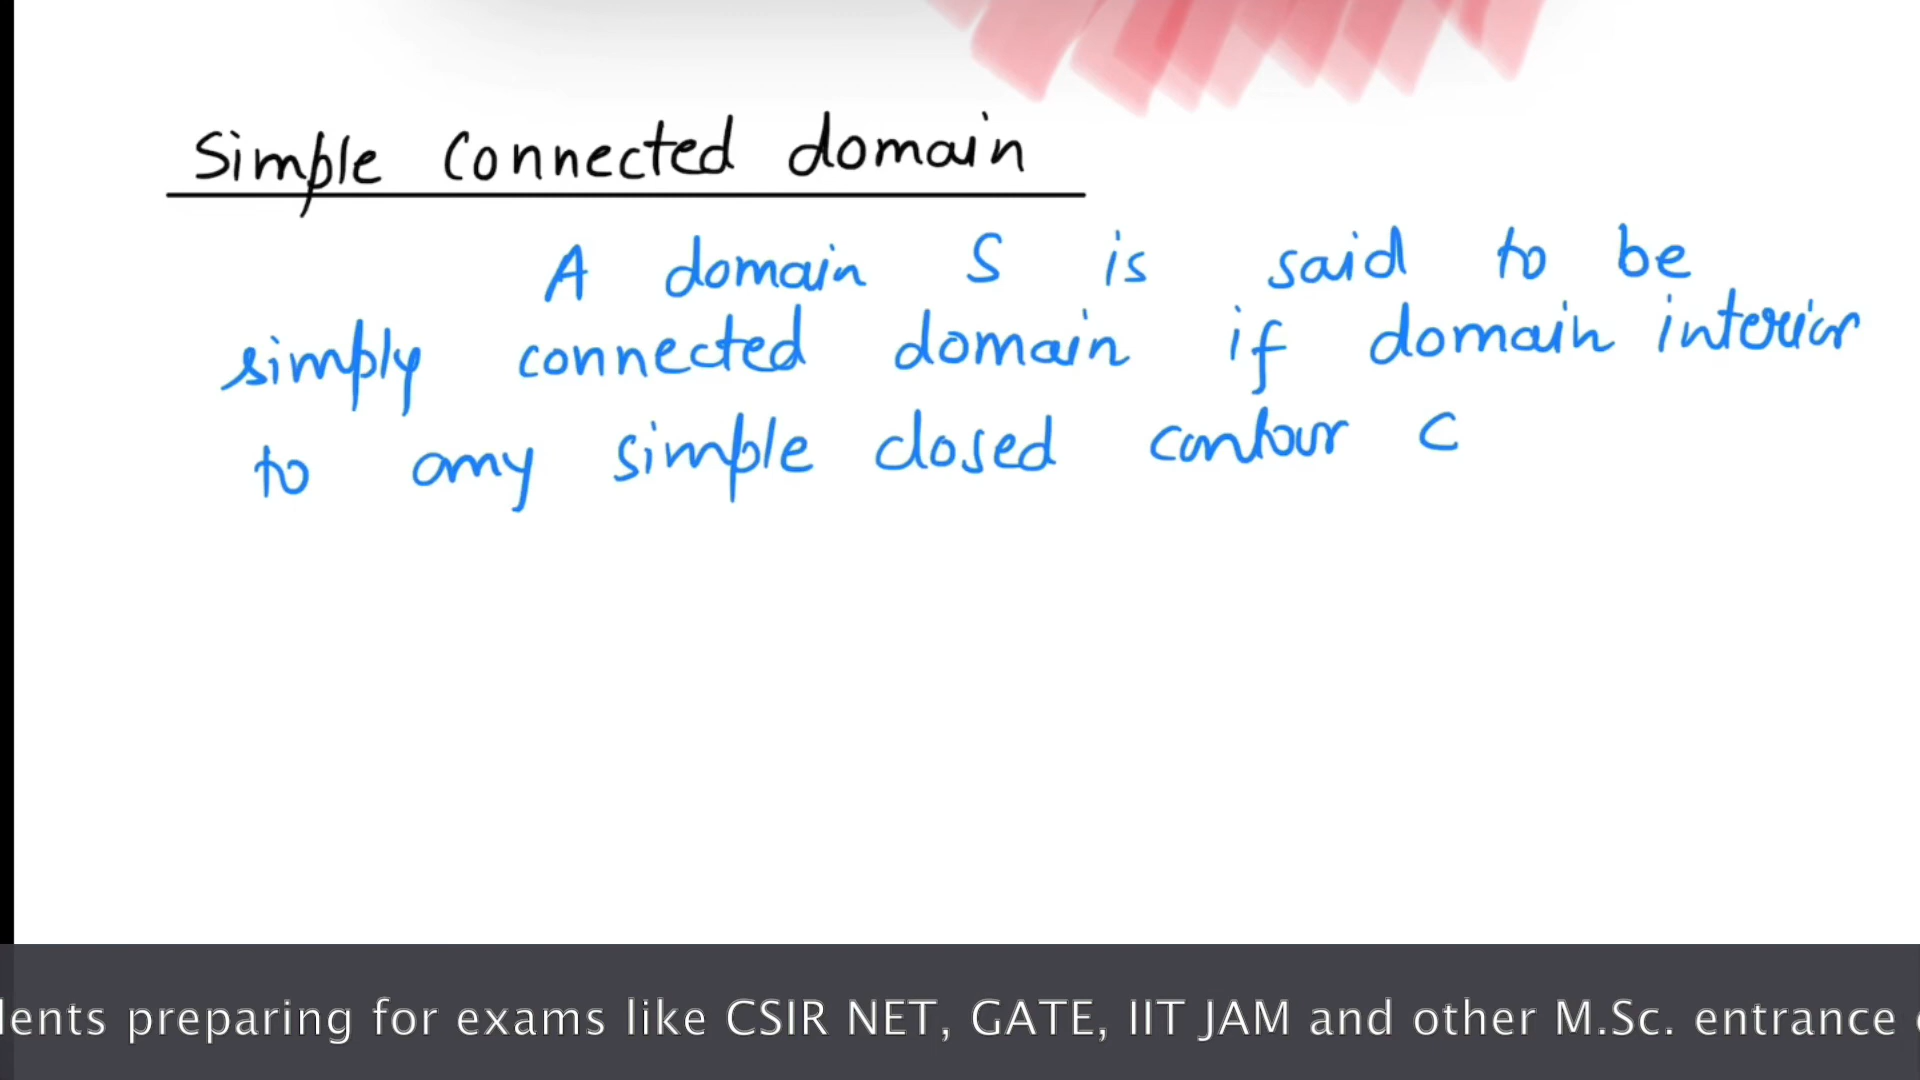 Simple Connected domain
A domain S is said to be
simply connected domain if domain interior
to any simple closed contour C
dents preparing for exams like CSIR NET, GATE, IIT JAM and other M.Sc. entrance